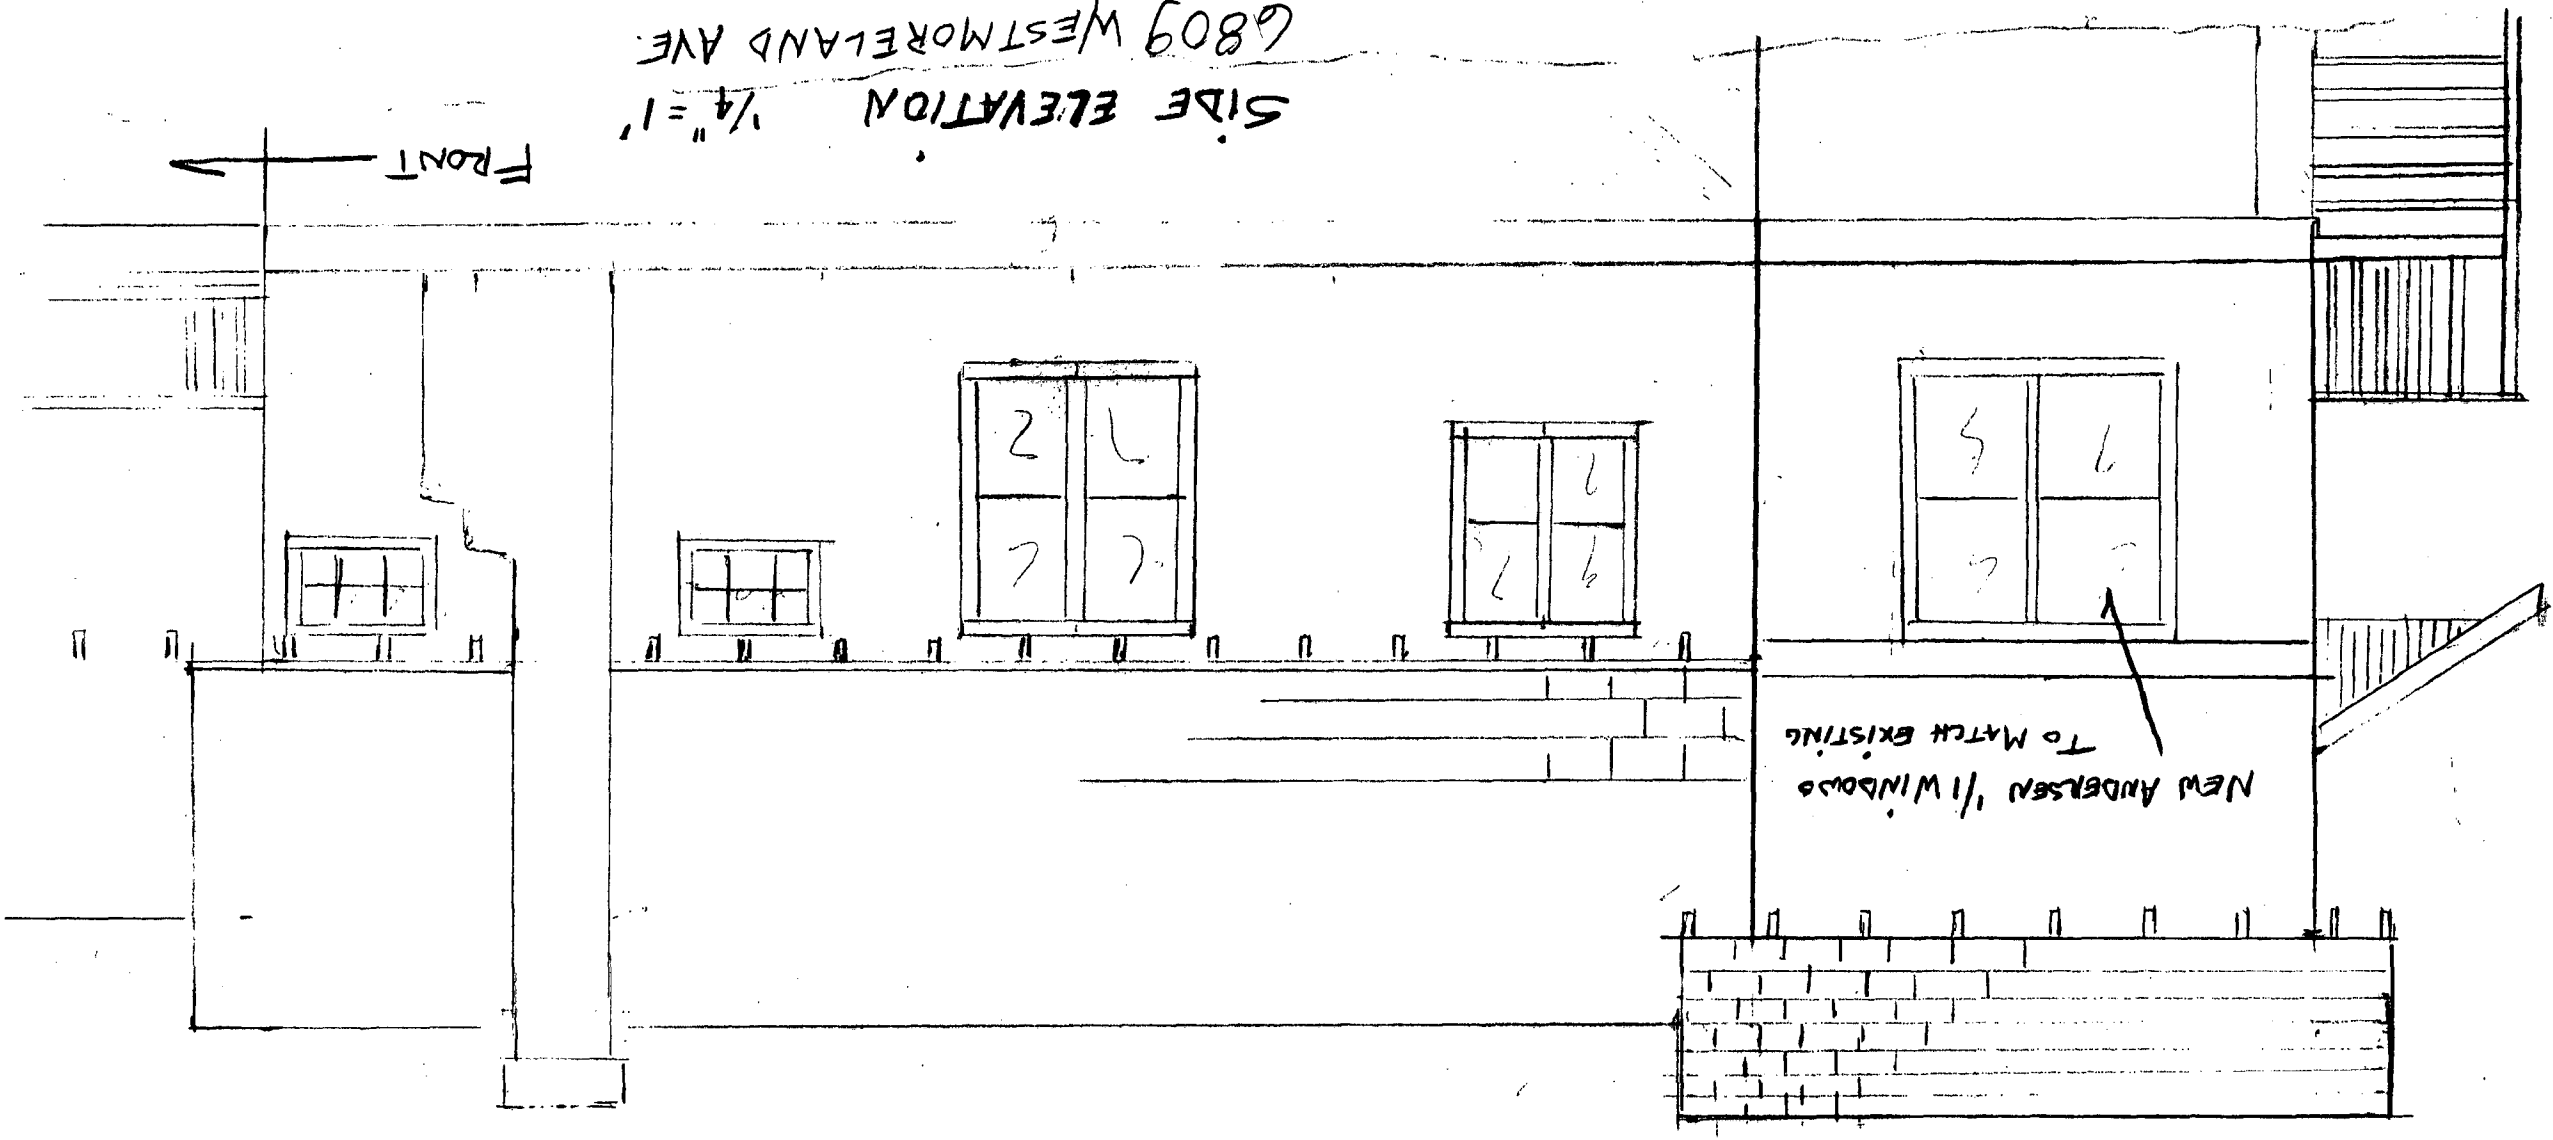 NEW ANDERSEN 1/1 WINDOWS
TO MATCH EXISTING
FRONT
SIDE ELEVATION 1/4" = 1'
6809 WESTMORELAND AVE.